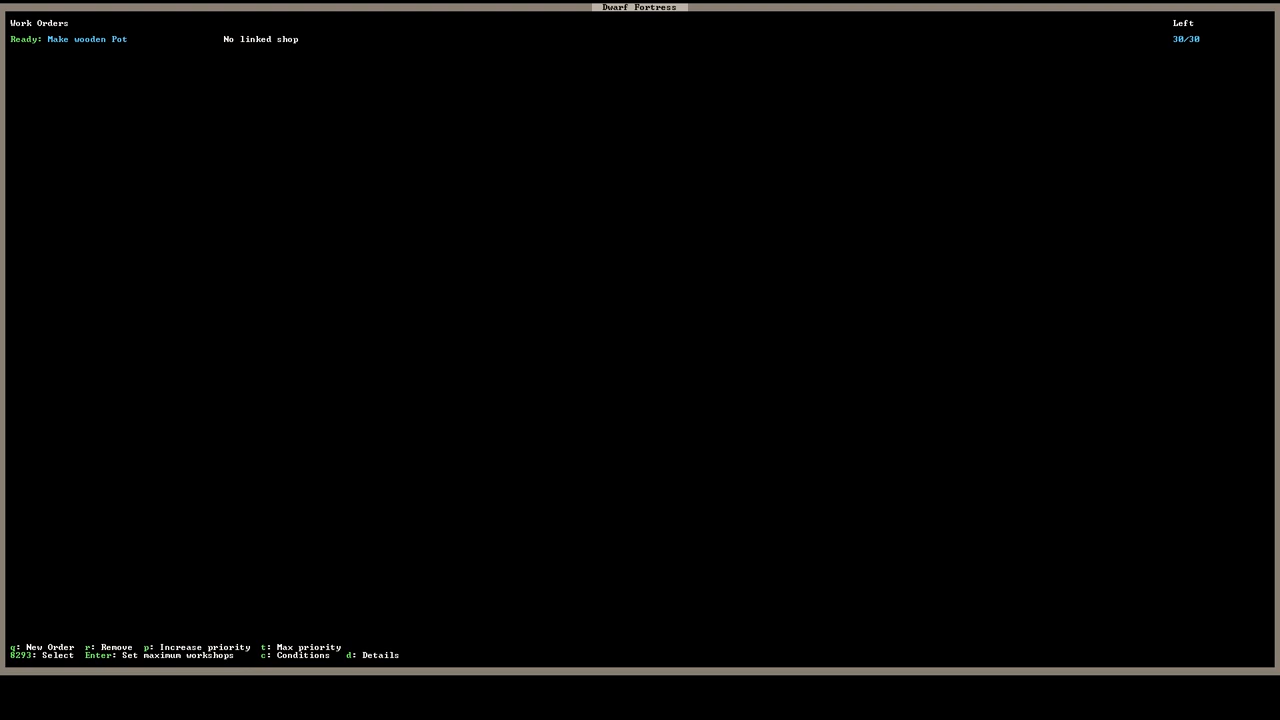 Dwarf Fortress
Work Orders Left
Ready: Make wooden Pot No linked shop 30/30
q: New Order r: Remove p: Increase priority t: Max priority
8293: Select Enter: Set maximum workshops c: Conditions d: Details